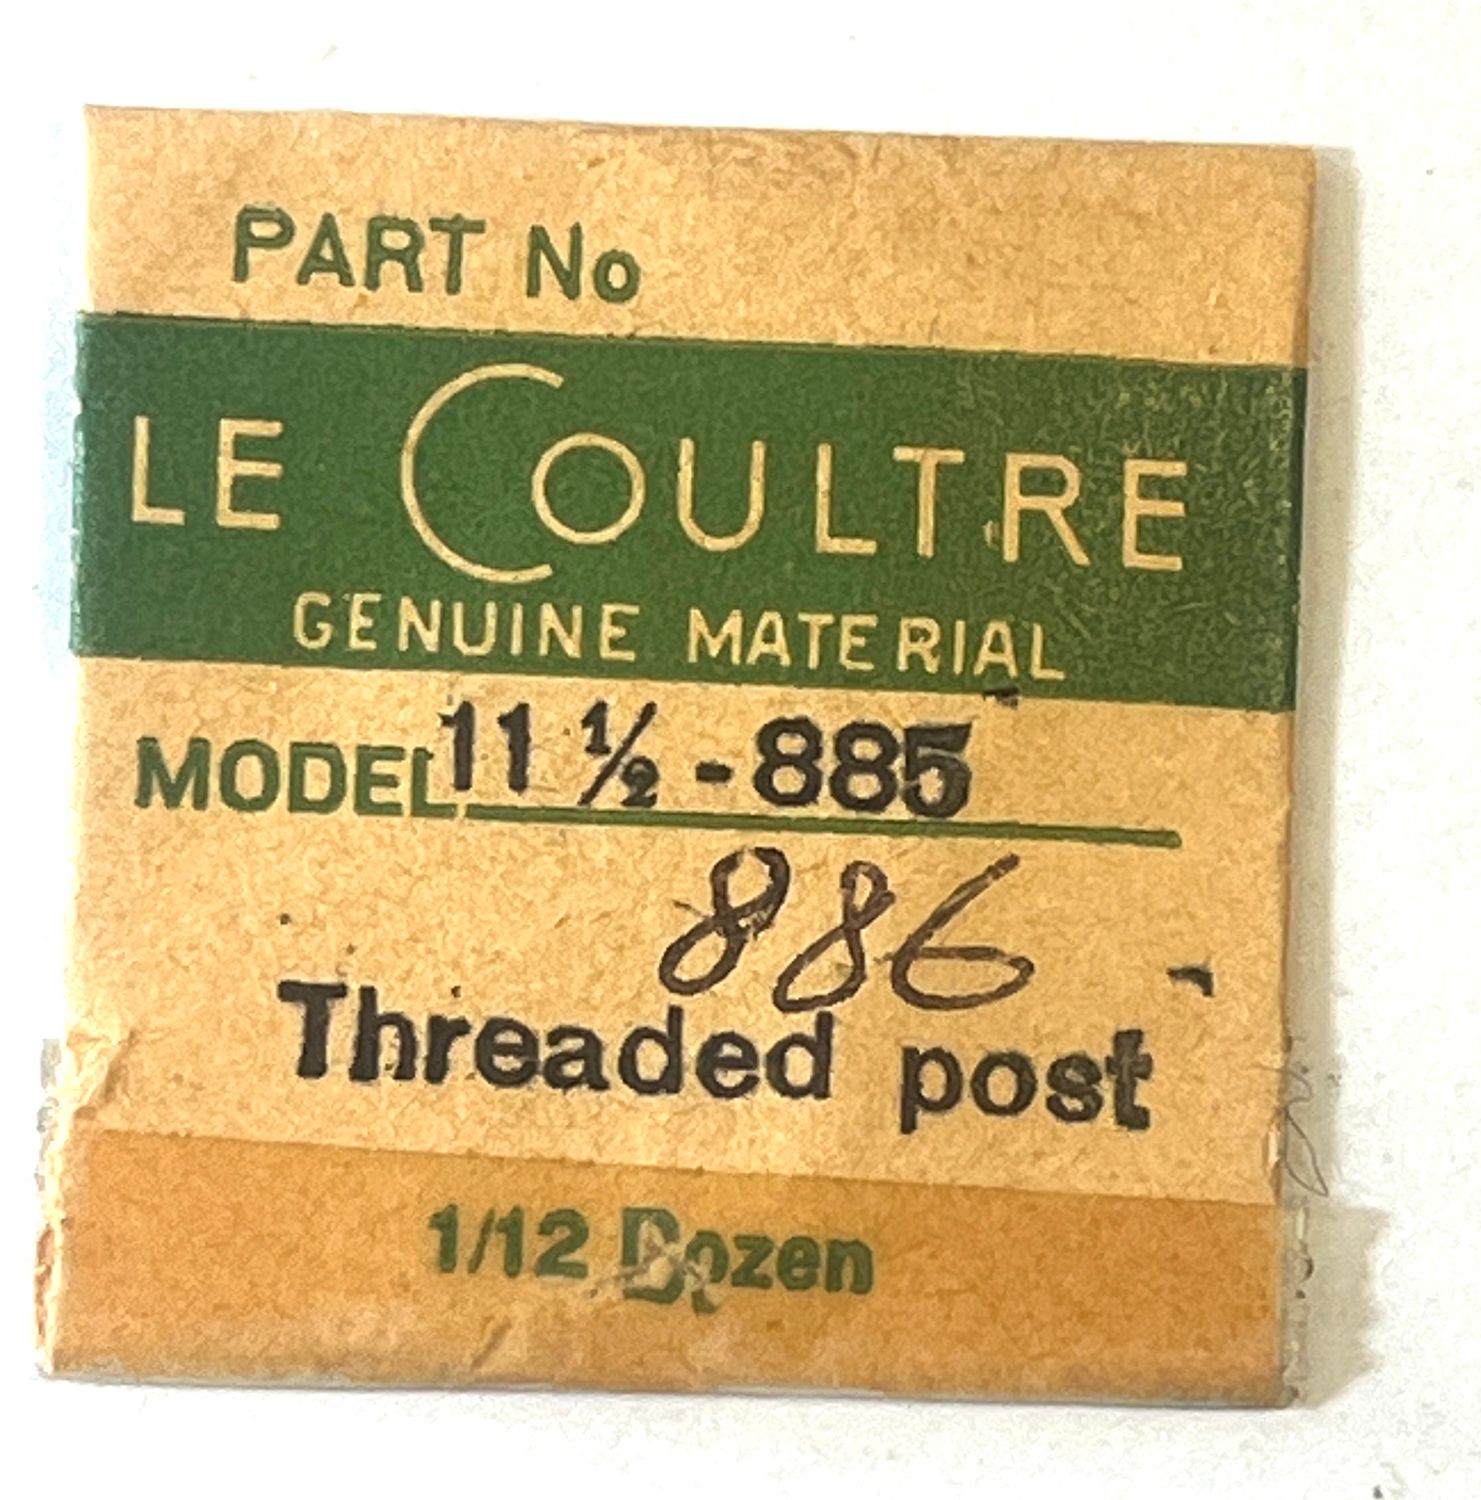 PART No
LE COULTRE
GENUINE MATERIAL
MODEL 11 ½ - 885
886
Threaded post
1/12 Dozen